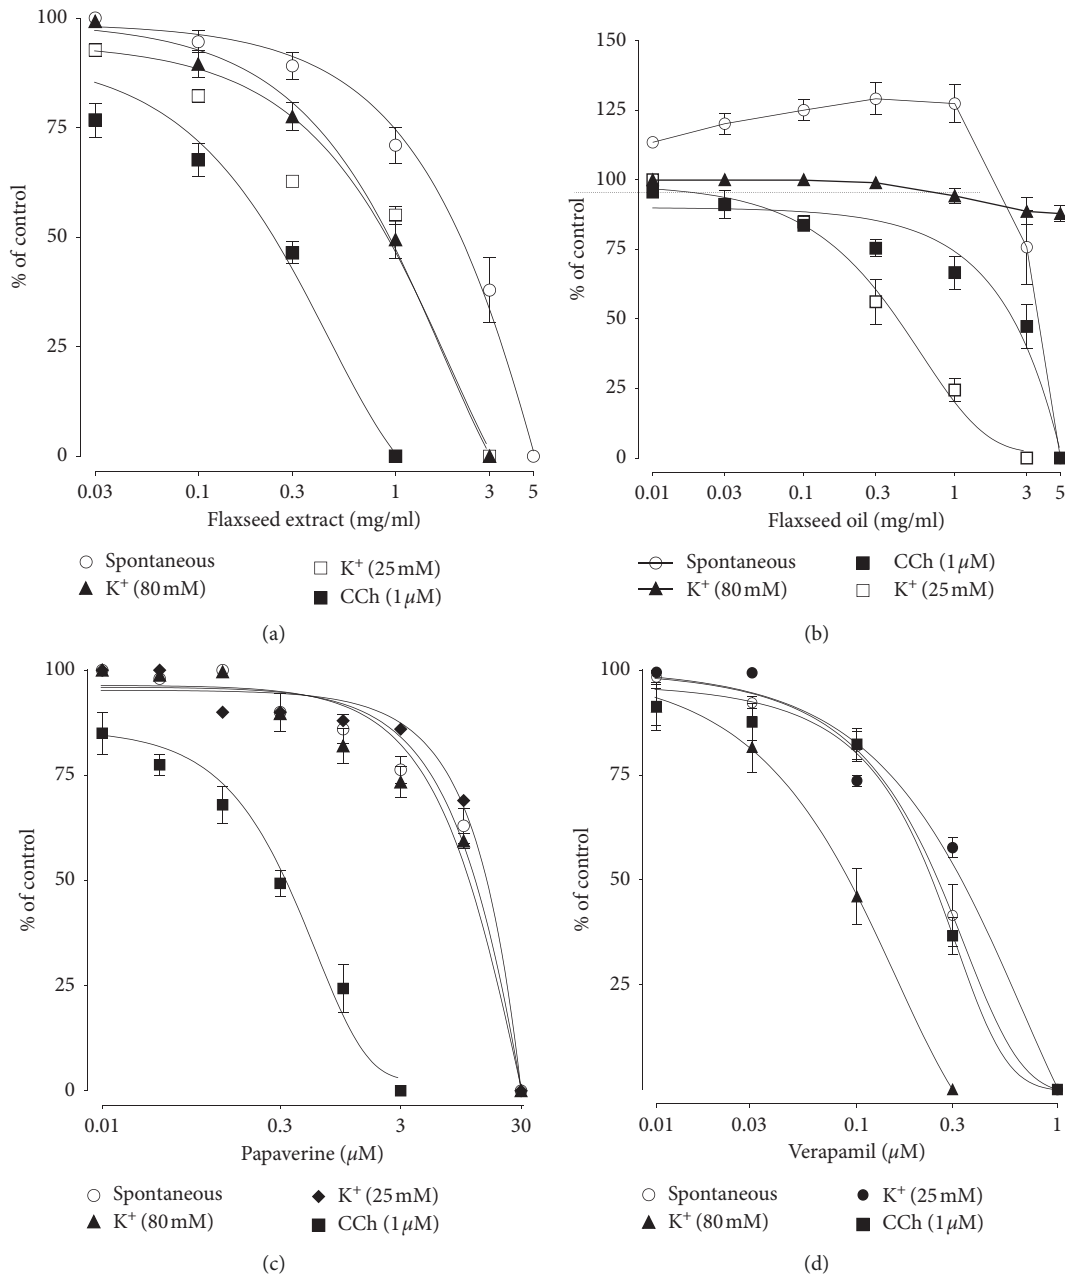 100
75
50
25
0
% of control
0.03 0.1 0.3 1 3 5
Flaxseed extract (mg/ml)
Spontaneous
K+ (80 mM)
K+ (25 mM)
CCh (1 μM)
(a)
150
125
100
75
50
25
0
% of control
0.01 0.03 0.1 0.3 1 3 5
Flaxseed oil (mg/ml)
Spontaneous
K+ (80 mM)
CCh (1 μM)
K+ (25 mM)
(b)
100
75
50
25
0
% of control
0.01 0.3 3 30
Papaverine (μM)
Spontaneous
K+ (80 mM)
K+ (25 mM)
CCh (1 μM)
(c)
100
75
50
25
% of control
0.01 0.03 0.1 0.3 1
Verapamil (μM)
Spontaneous
K+ (80 mM)
K+ (25 mM)
CCh (1 μM)
(d)